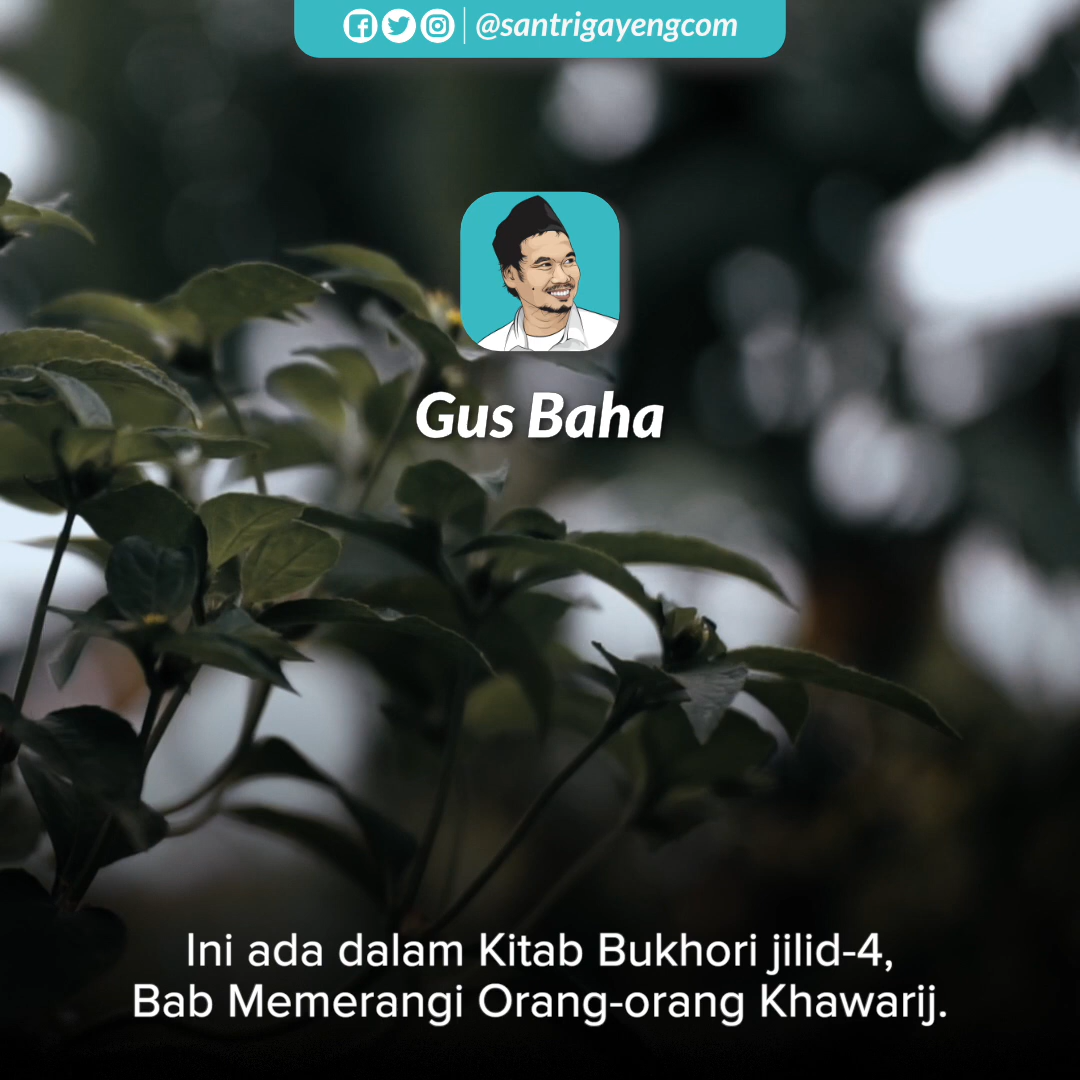 @santrigayengcom
Gus Baha
Ini ada dalam Kitab Bukhori jilid-4,
Bab Memerangi Orang-orang Khawarij.